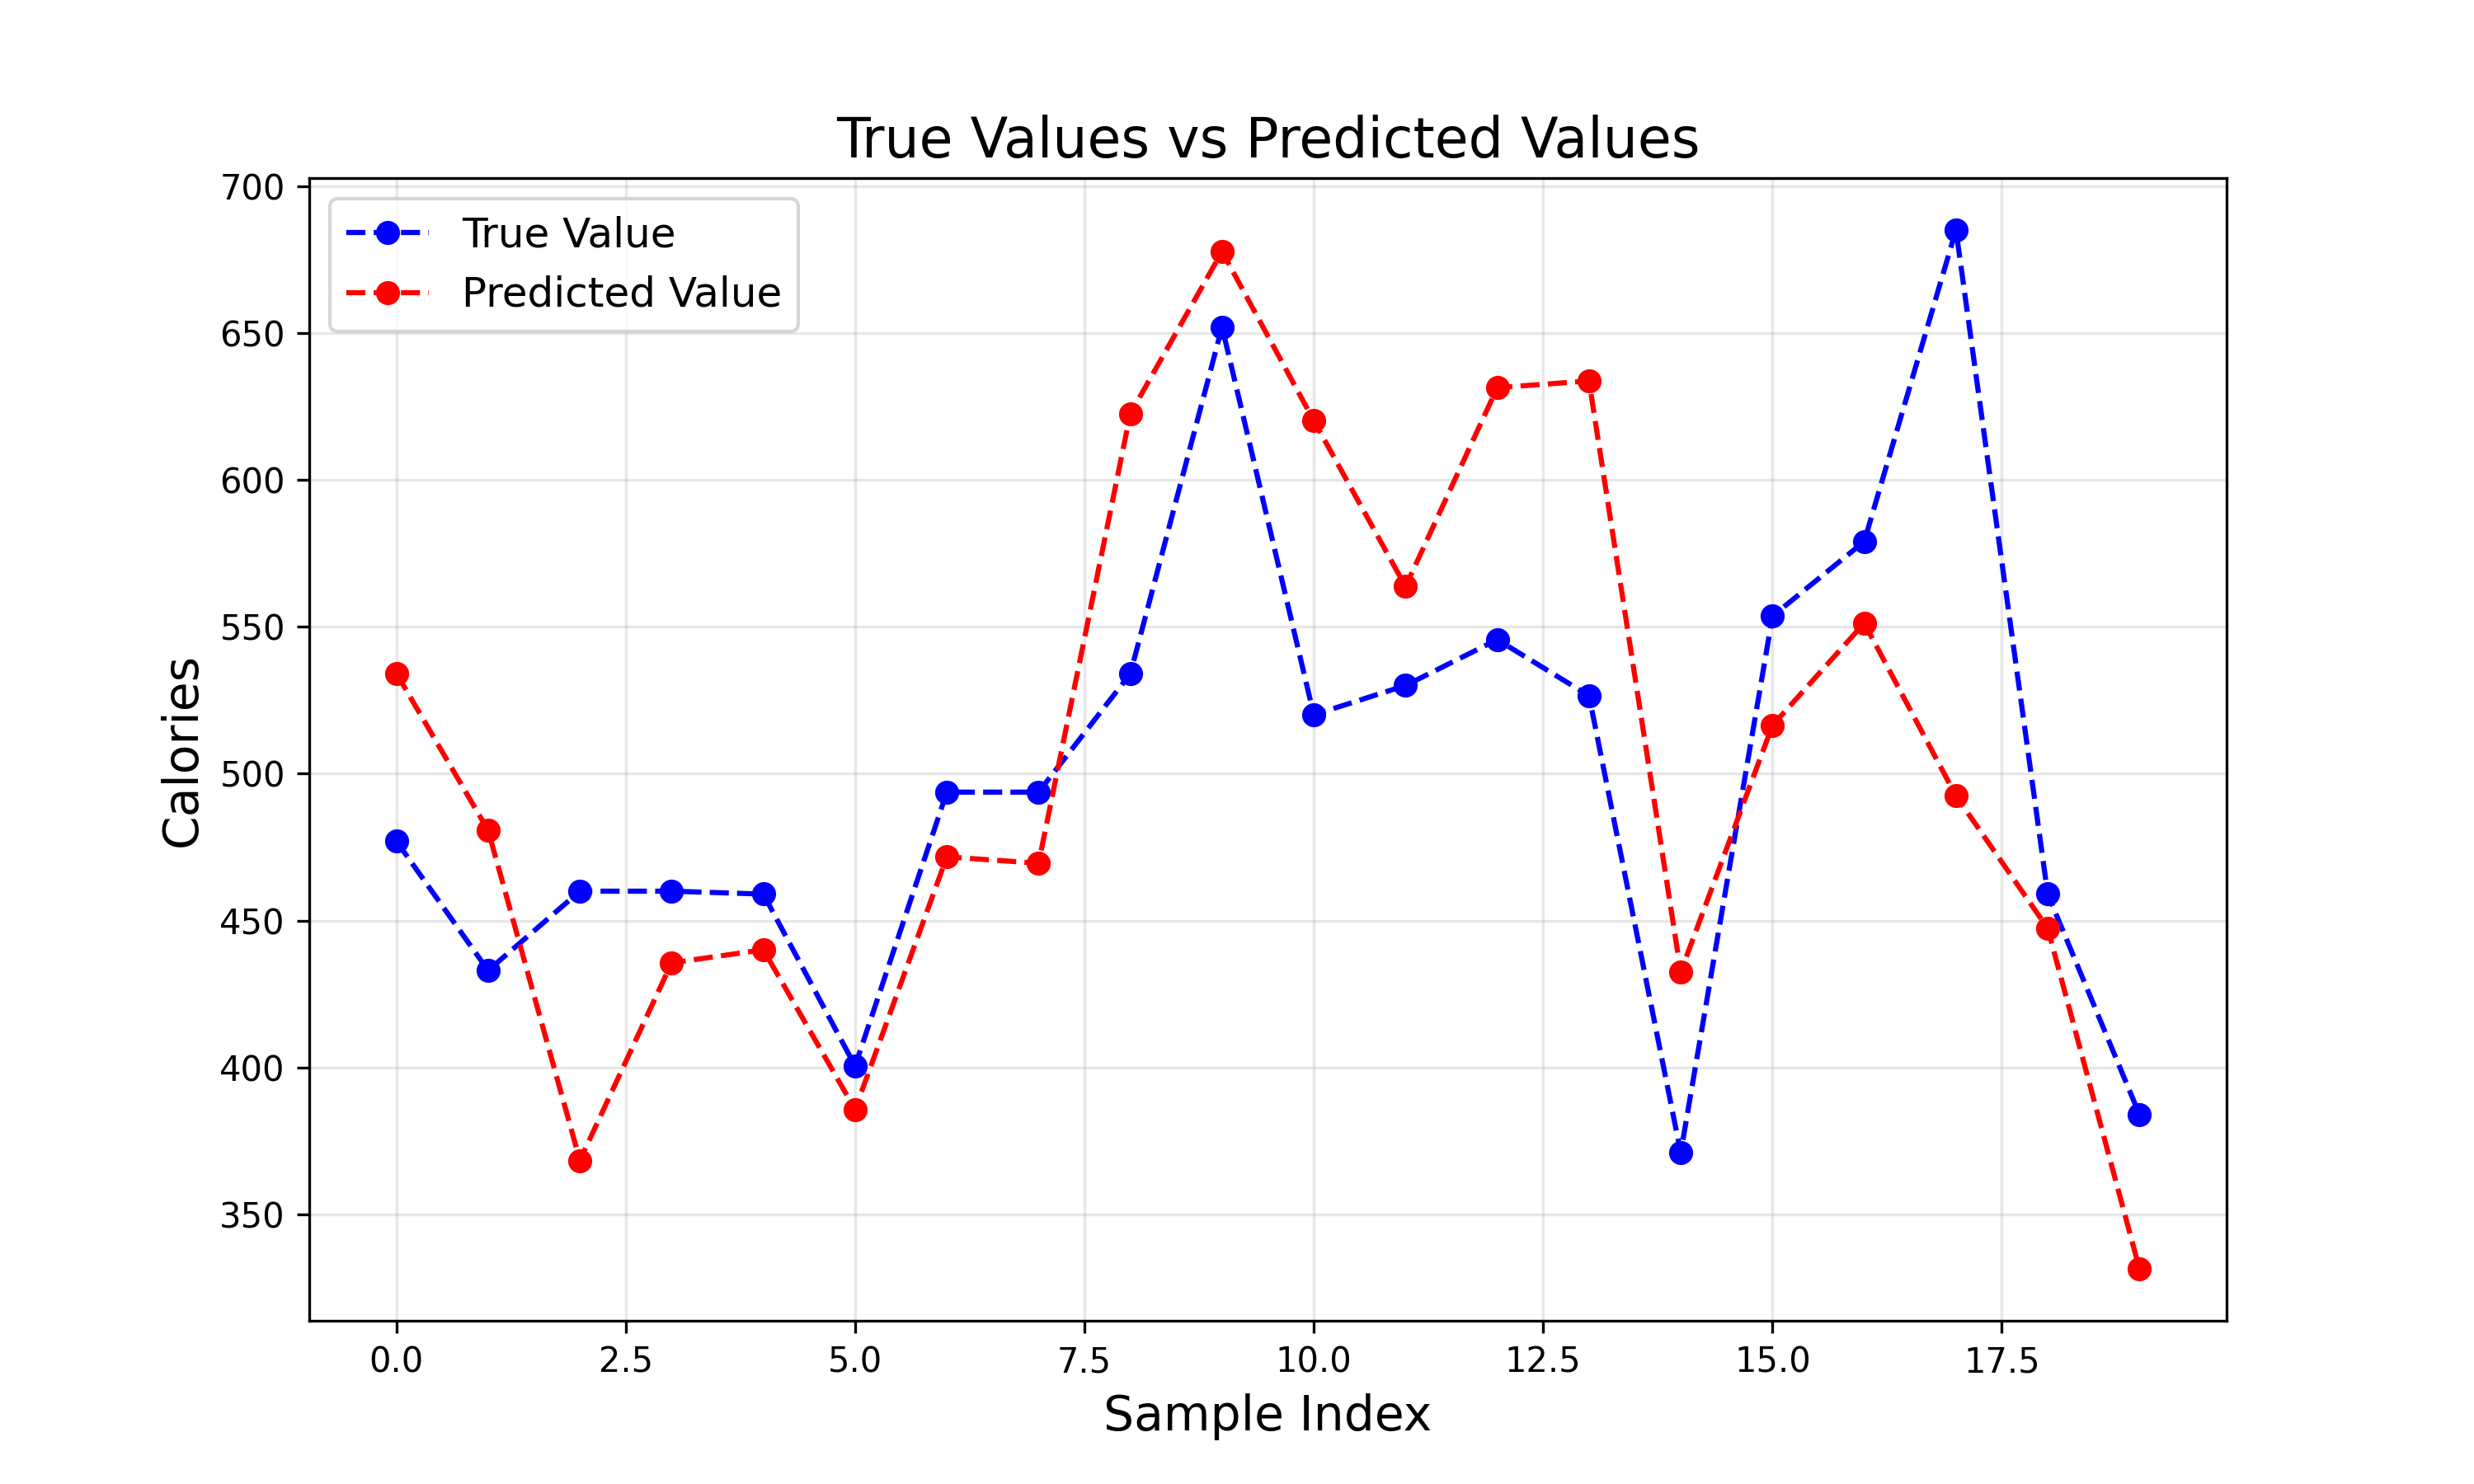 True Values vs Predicted Values
True Value
Predicted Value
Calories
700
650
600
550
500
450
400
350
0.0 2.5 5.0 7.5 10.0 12.5 15.0 17.5
Sample Index